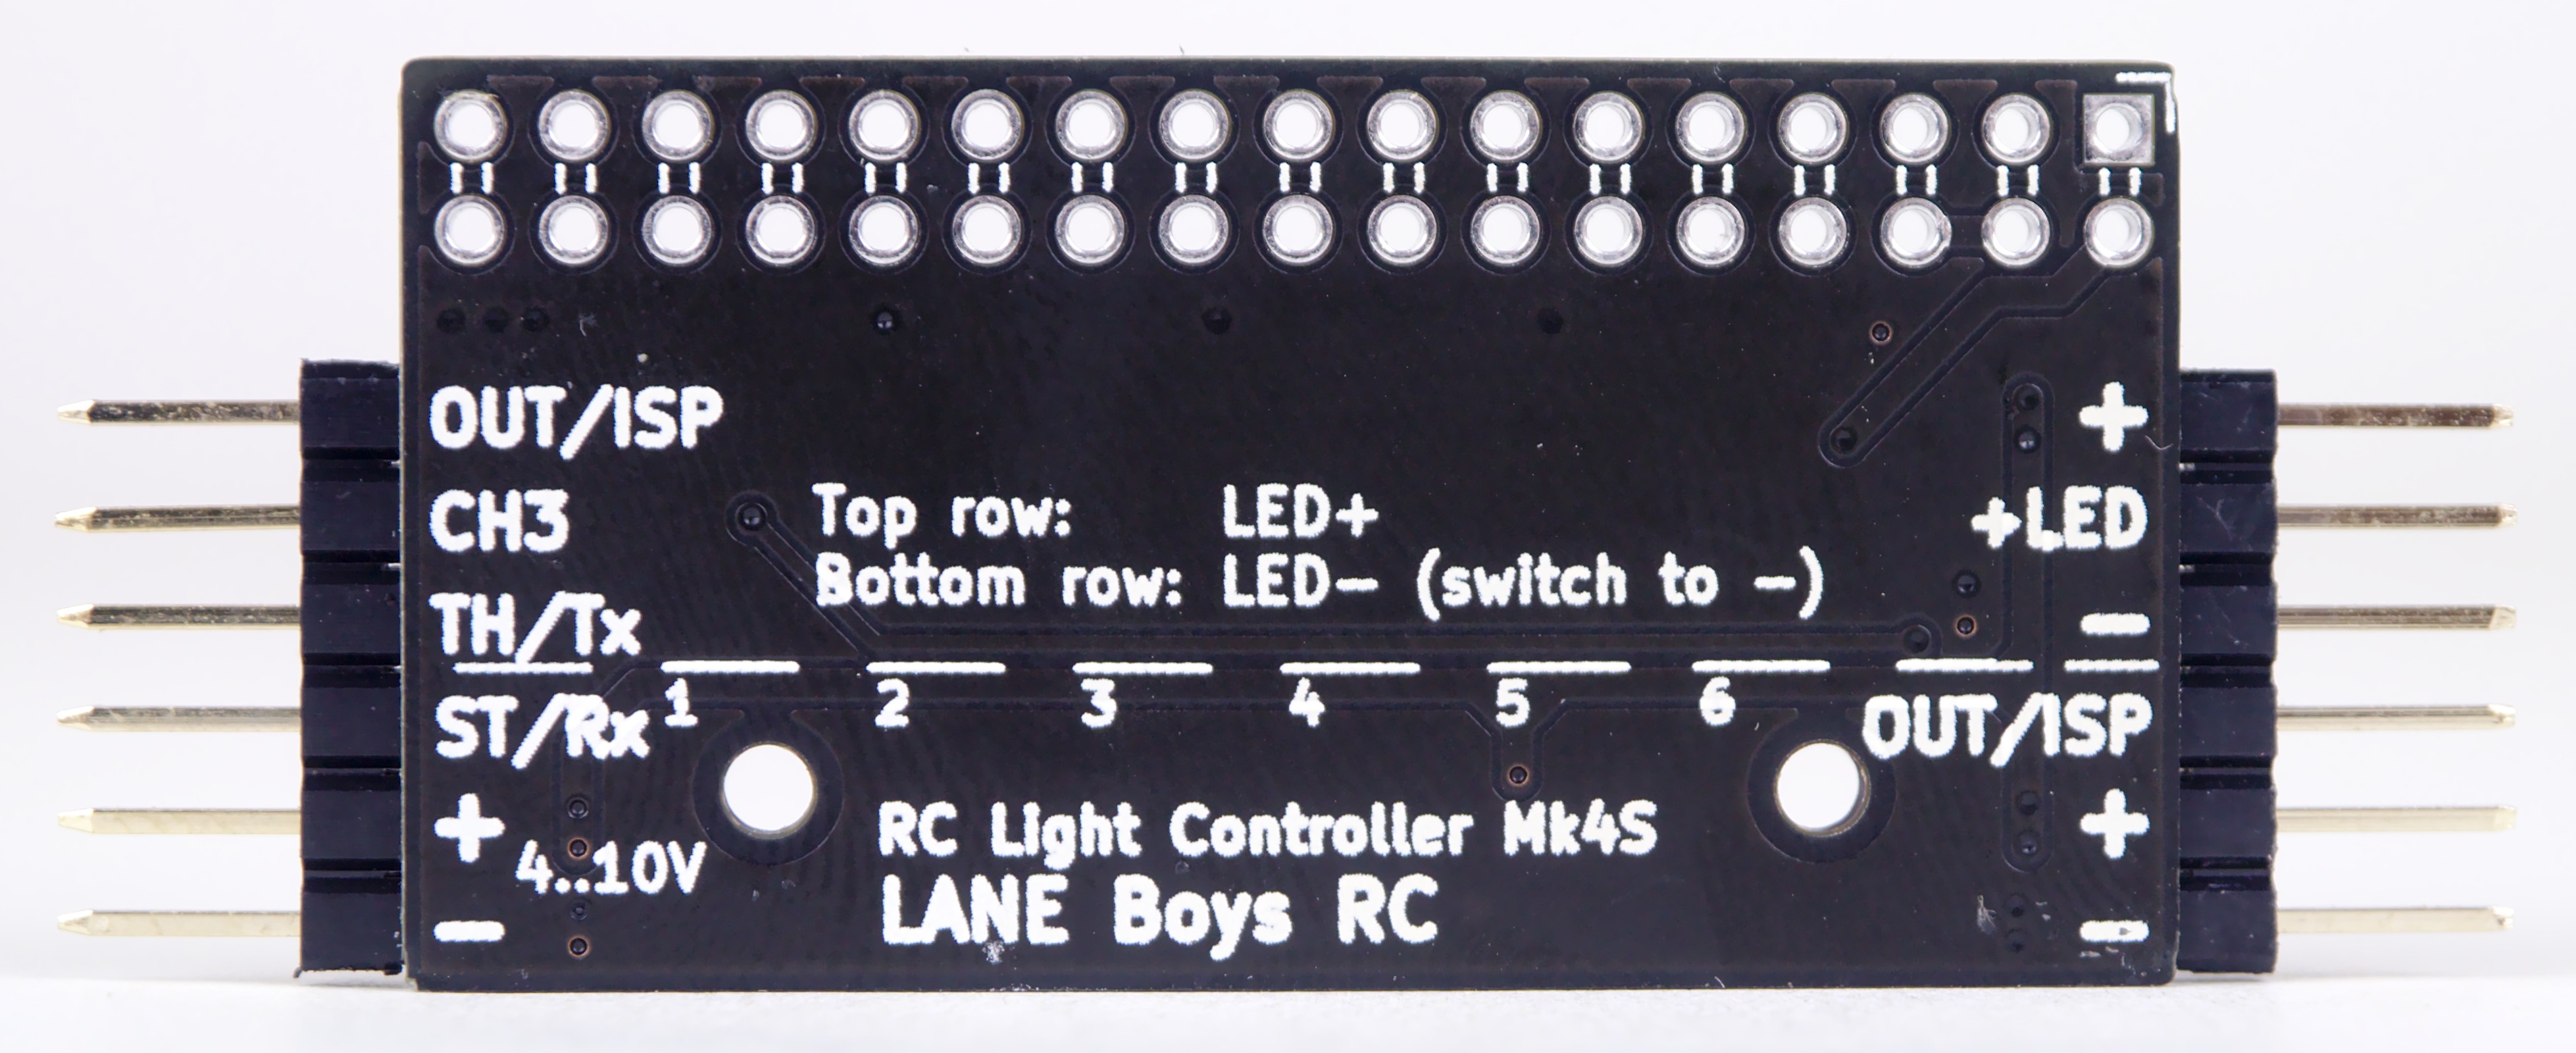 OUT/ISP
+
CH3
Top row: LED+
+LED
Bottom row: LED- (switch to -)
TH/Tx
-
ST/Rx 1 2 3 4 5 6 OUT/ISP
+ 4..10V
RC Light Controller Mk4S
+
LANE Boys RC
-
-